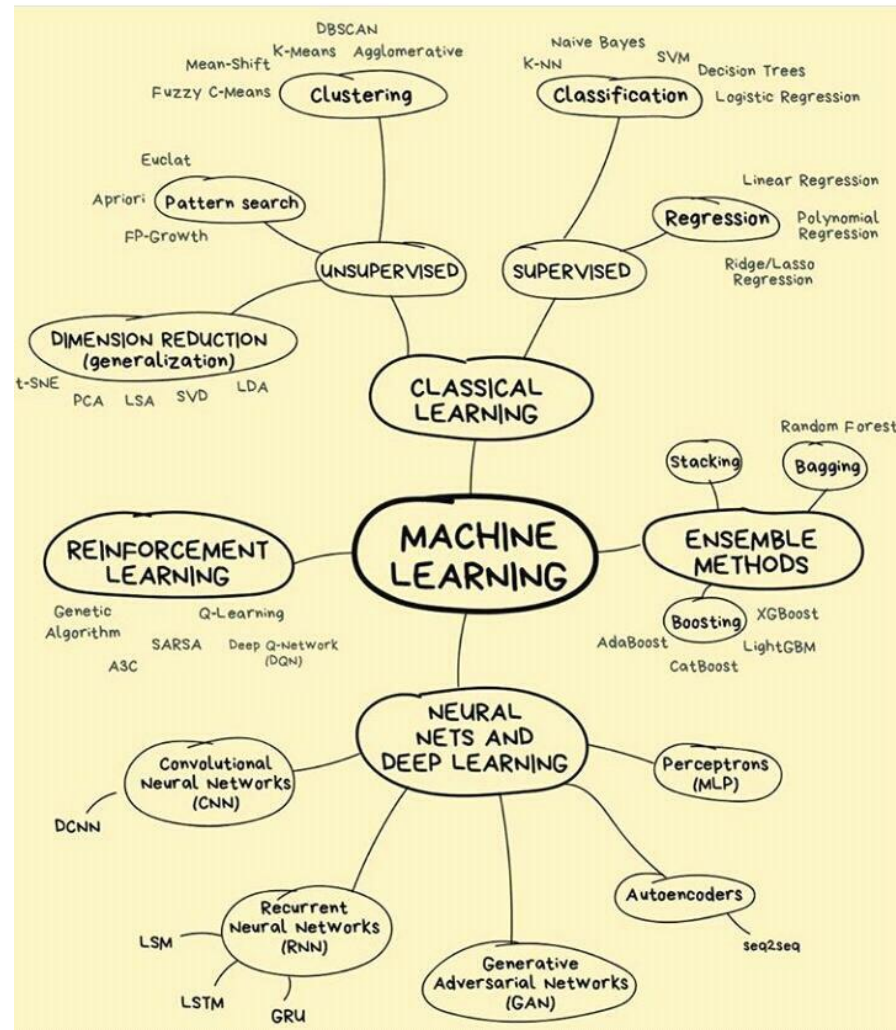 DBSCAN
K-Means
Agglomerative
Mean-Shift
Fuzzy C-Means
Clustering
Naive Bayes
K-NN
SVM
Decision Trees
Classification
Logistic Regression
Euclat
Apriori
Pattern search
FP-Growth
Linear Regression
Regression
Polynomial
Regression
Ridge/Lasso
Regression
UNSUPERVISED
SUPERVISED
DIMENSION REDUCTION
(generalization)
t-SNE
PCA
LSA
SVD
LDA
CLASSICAL
LEARNING
Random Forest
Stacking
Bagging
MACHINE
LEARNING
REINFORCEMENT
LEARNING
Genetic
Algorithm
Q-Learning
SARSA
Deep Q-Network
(DQN)
A3C
ENSEMBLE
METHODS
Boosting
XGBoost
AdaBoost
LightGBM
CatBoost
NEURAL
NETS AND
DEEP LEARNING
Convolutional
Neural Networks
(CNN)
DCNN
Perceptrons
(MLP)
Autoencoders
seq2seq
Recurrent
Neural Networks
(RNN)
LSM
LSTM
GRU
Generative
Adversarial Networks
(GAN)